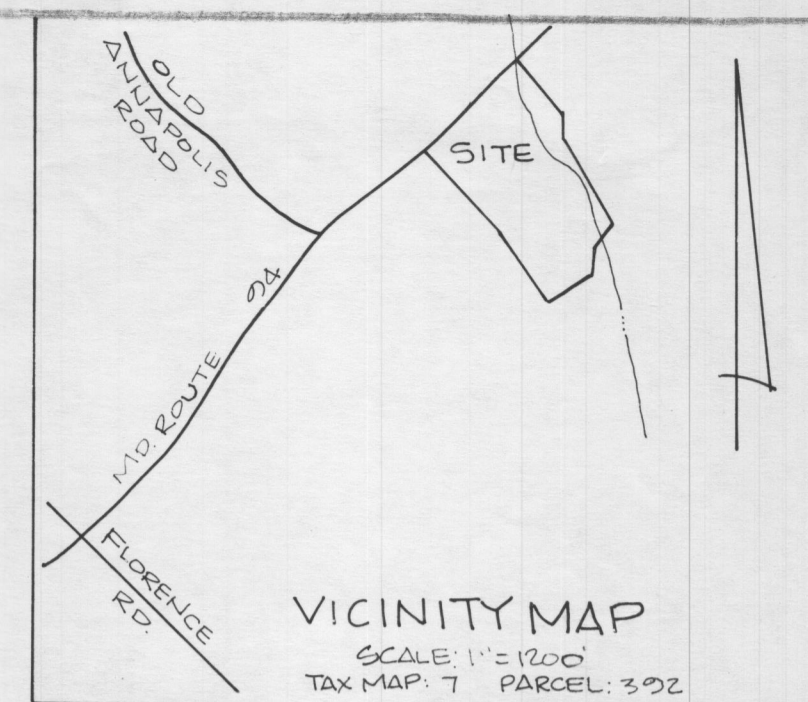 OLD
ANNAPOLIS
ROAD
SITE
MD. ROUTE 94
FLORENCE
RD.
VICINITY MAP
SCALE: 1"=1200'
TAX MAP: 7 PARCEL: 392